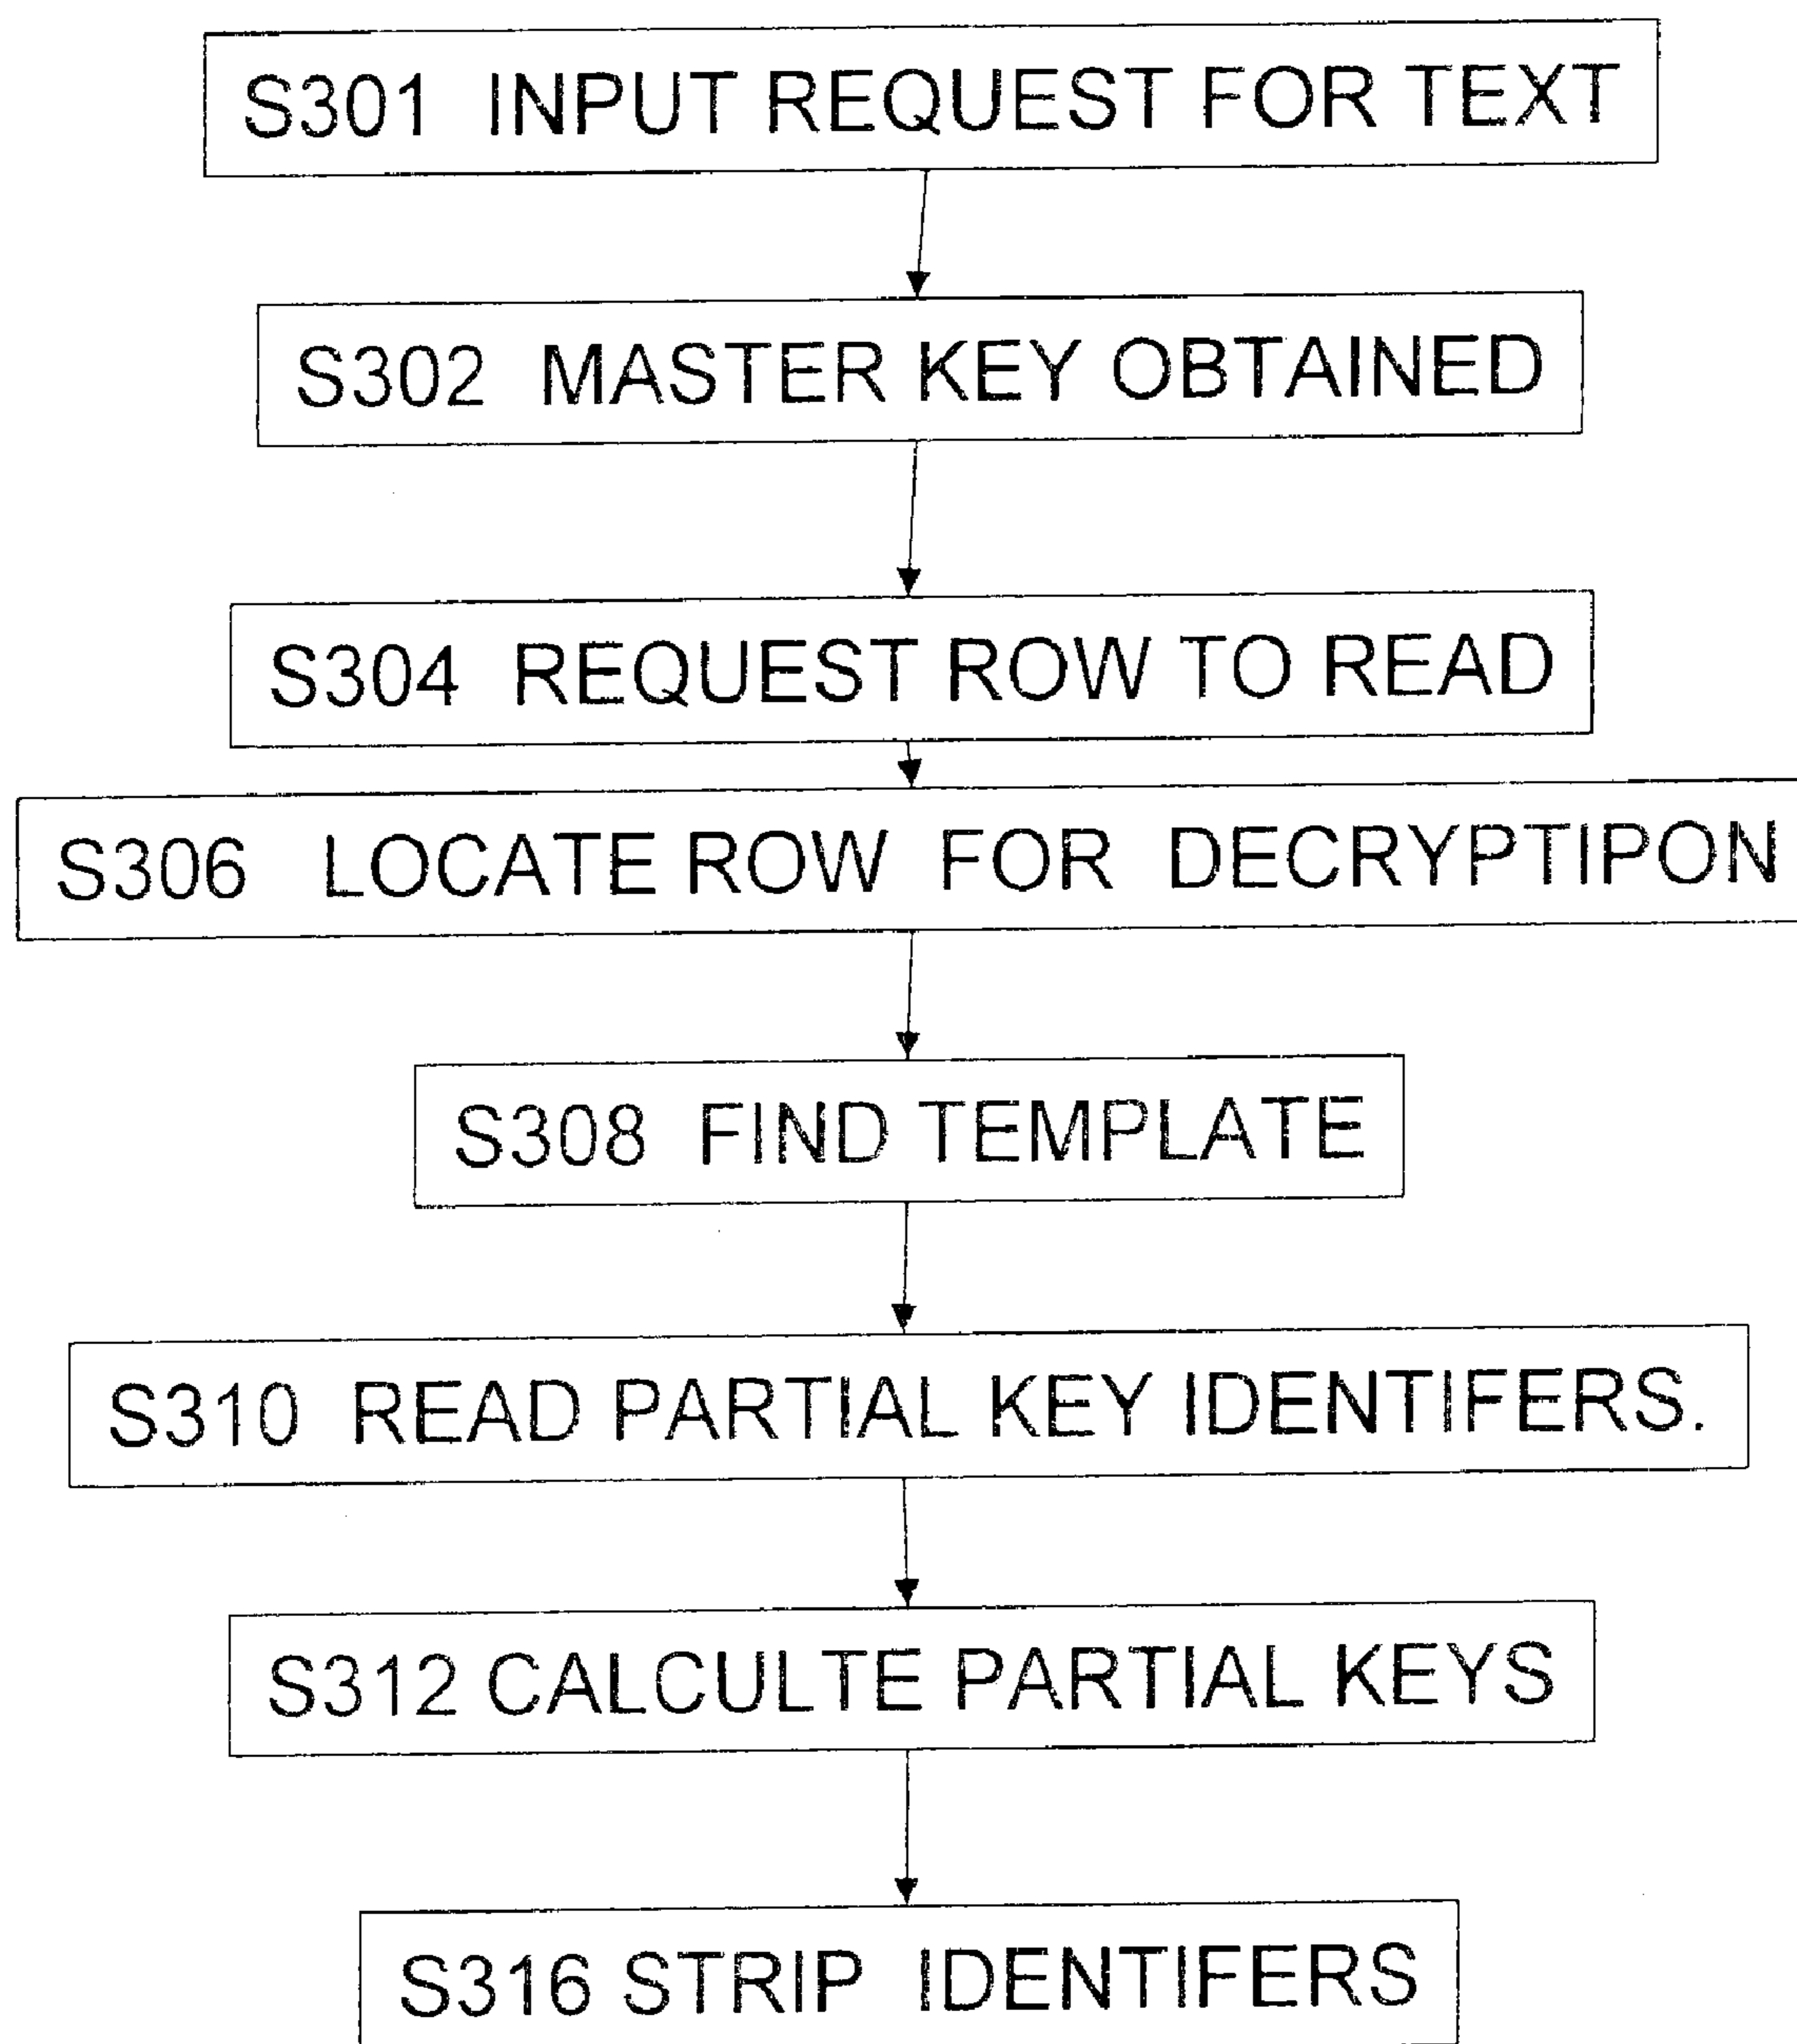 S301 INPUT REQUEST FOR TEXT
S302 MASTER KEY OBTAINED
S304 REQUEST ROW TO READ
S306 LOCATE ROW FOR DECRYPTIPON
S308 FIND TEMPLATE
S310 READ PARTIAL KEY IDENTIFERS.
S312 CALCULTE PARTIAL KEYS
S316 STRIP IDENTIFERS